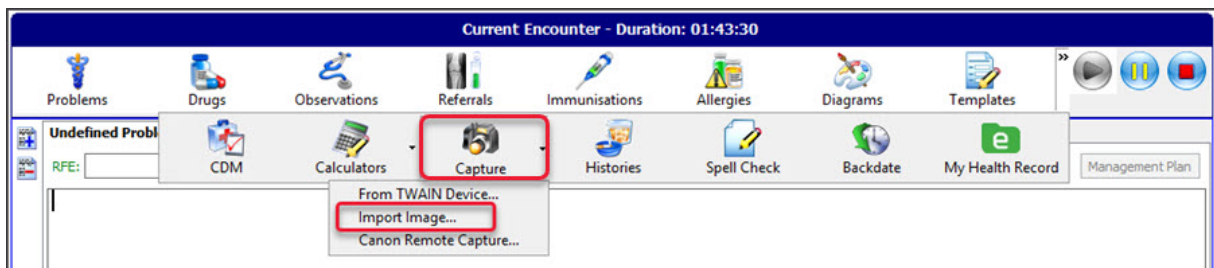 Current Encounter - Duration: 01:43:30
Problems Drugs Observations Referrals Immunisations Allergies Diagrams Templates »
Undefined Probl
CDM Calculators Capture Histories Spell Check Backdate My Health Record
RFE: Management Plan
From TWAIN Device...
Import Image...
Canon Remote Capture...